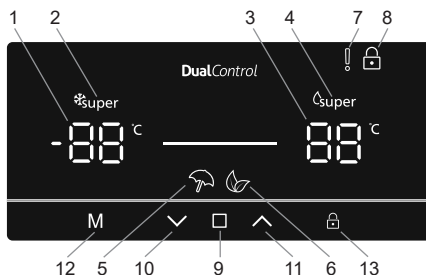 1 2 3 4 7 8
DualControl
super super
-88 °C 88 °C
M
12 5 10 9 11 6 13